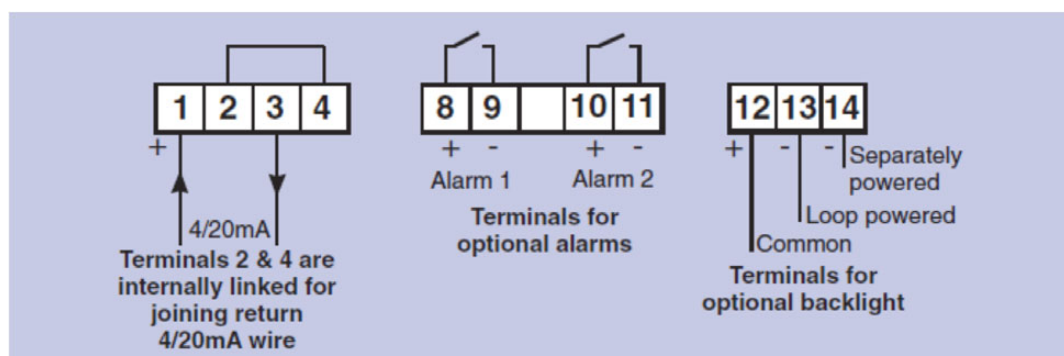 1 2 3 4
+
4/20mA
Terminals 2 & 4 are
internally linked for
joining return
4/20mA wire
8 9 10 11
+ - + -
Alarm 1 Alarm 2
Terminals for
optional alarms
12 13 14
+ - -
Separately
powered
Loop powered
Common
Terminals for
optional backlight